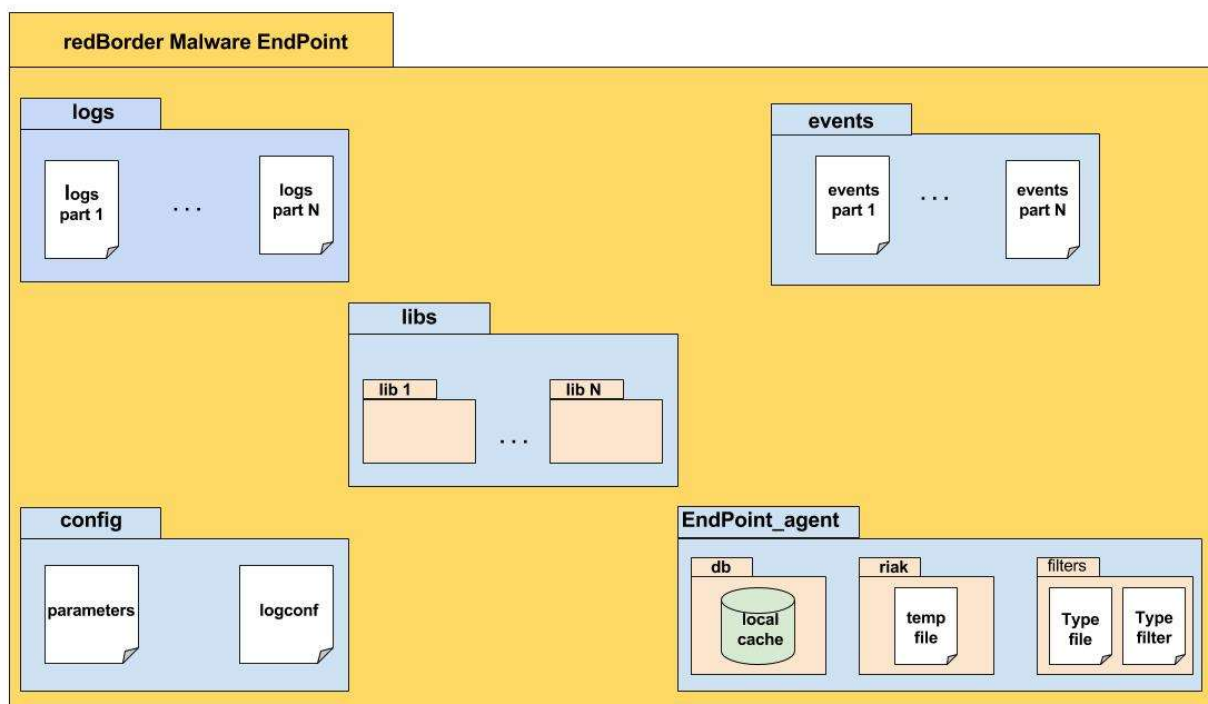 redBorder Malware EndPoint
logs
logs
part 1
. . .
logs
part N
events
events
part 1
. . .
events
part N
libs
lib 1
. . .
lib N
config
parameters
logconf
EndPoint_agent
db
local
cache
riak
temp
file
filters
Type
file
Type
filter